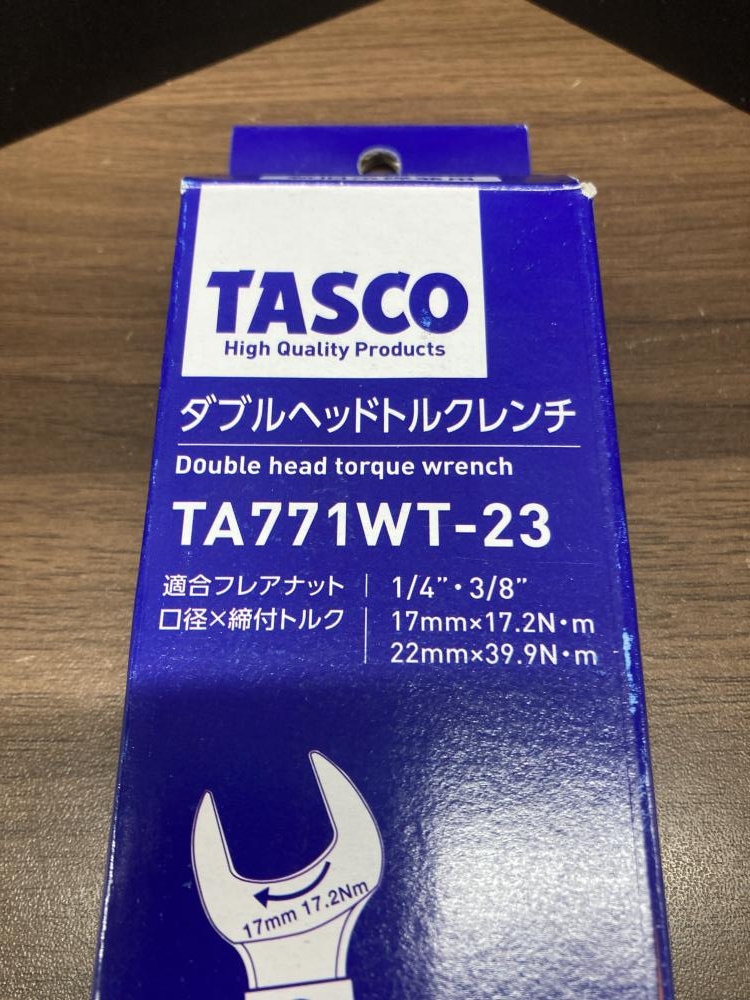 TASCO
High Quality Products
ダブルヘッドトルクレンチ
Double head torque wrench
TA771WT-23
適合フレアナット | 1/4”・3/8”
口径×締付トルク | 17mm×17.2N・m
22mm×39.9N・m
17mm 17.2Nm